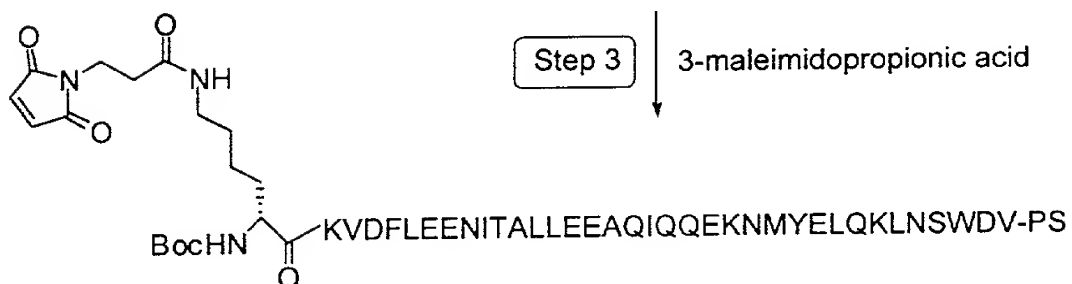 O
O
N
O
NH
Step 3
3-maleimidopropionic acid
BocHN
O
KVDFLEENITALLEEAQIQQEKNMYELQKLNSWDV-PS